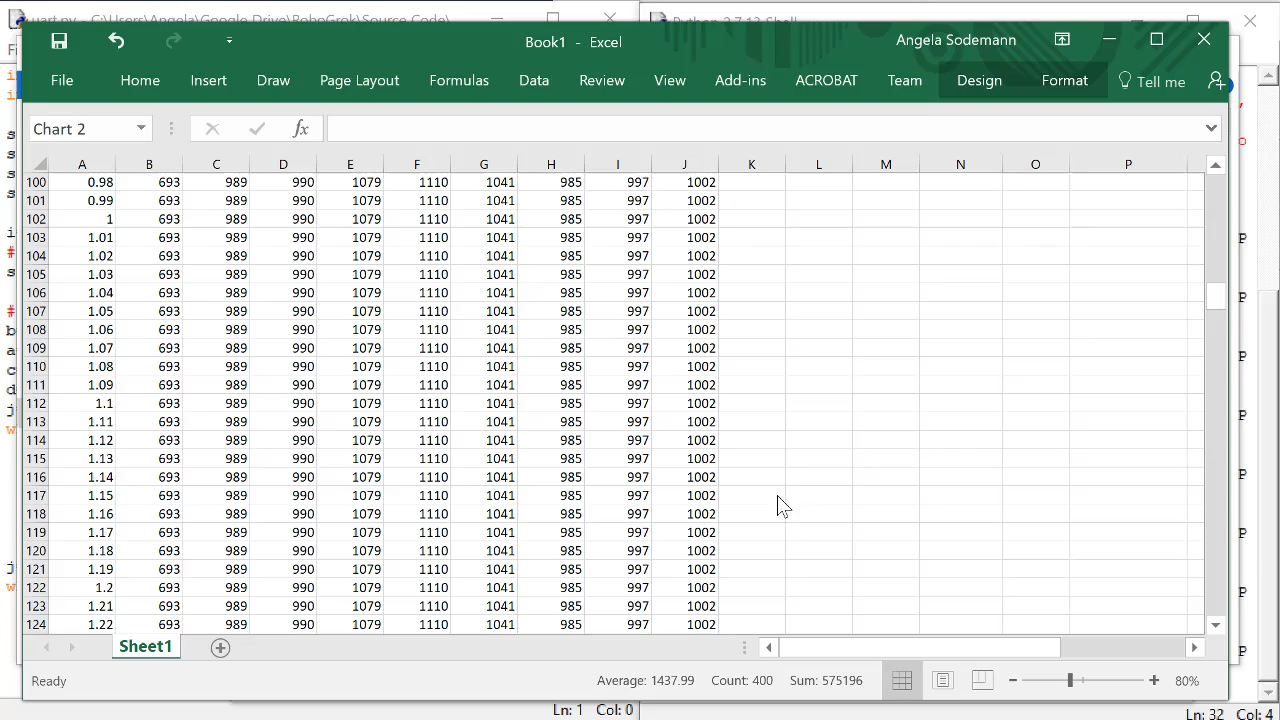 uart.py - C:\Users\Angela\Google Drive\RoboGrok\Source Code\
Python 2.7.13 Shell
Book1 - Excel
Angela Sodemann
File Home Insert Draw Page Layout Formulas Data Review View Add-ins ACROBAT Team Design Format Tell me
Chart 2 fx
A B C D E F G H I J K L M N O P
100 0.98 693 989 990 1079 1110 1041 985 997 1002
101 0.99 693 989 990 1079 1110 1041 985 997 1002
102 1 693 989 990 1079 1110 1041 985 997 1002
103 1.01 693 989 990 1079 1110 1041 985 997 1002
104 1.02 693 989 990 1079 1110 1041 985 997 1002
105 1.03 693 989 990 1079 1110 1041 985 997 1002
106 1.04 693 989 990 1079 1110 1041 985 997 1002
107 1.05 693 989 990 1079 1110 1041 985 997 1002
108 1.06 693 989 990 1079 1110 1041 985 997 1002
109 1.07 693 989 990 1079 1110 1041 985 997 1002
110 1.08 693 989 990 1079 1110 1041 985 997 1002
111 1.09 693 989 990 1079 1110 1041 985 997 1002
112 1.1 693 989 990 1079 1110 1041 985 997 1002
113 1.11 693 989 990 1079 1110 1041 985 997 1002
114 1.12 693 989 990 1079 1110 1041 985 997 1002
115 1.13 693 989 990 1079 1110 1041 985 997 1002
116 1.14 693 989 990 1079 1110 1041 985 997 1002
117 1.15 693 989 990 1079 1110 1041 985 997 1002
118 1.16 693 989 990 1079 1110 1041 985 997 1002
119 1.17 693 989 990 1079 1110 1041 985 997 1002
120 1.18 693 989 990 1079 1110 1041 985 997 1002
121 1.19 693 989 990 1079 1110 1041 985 997 1002
122 1.2 693 989 990 1079 1110 1041 985 997 1002
123 1.21 693 989 990 1079 1110 1041 985 997 1002
124 1.22 693 989 990 1079 1110 1041 985 997 1002
Sheet1
Ready Average: 1437.99 Count: 400 Sum: 575196 80%
Ln: 1 Col: 0
Ln: 32 Col: 4